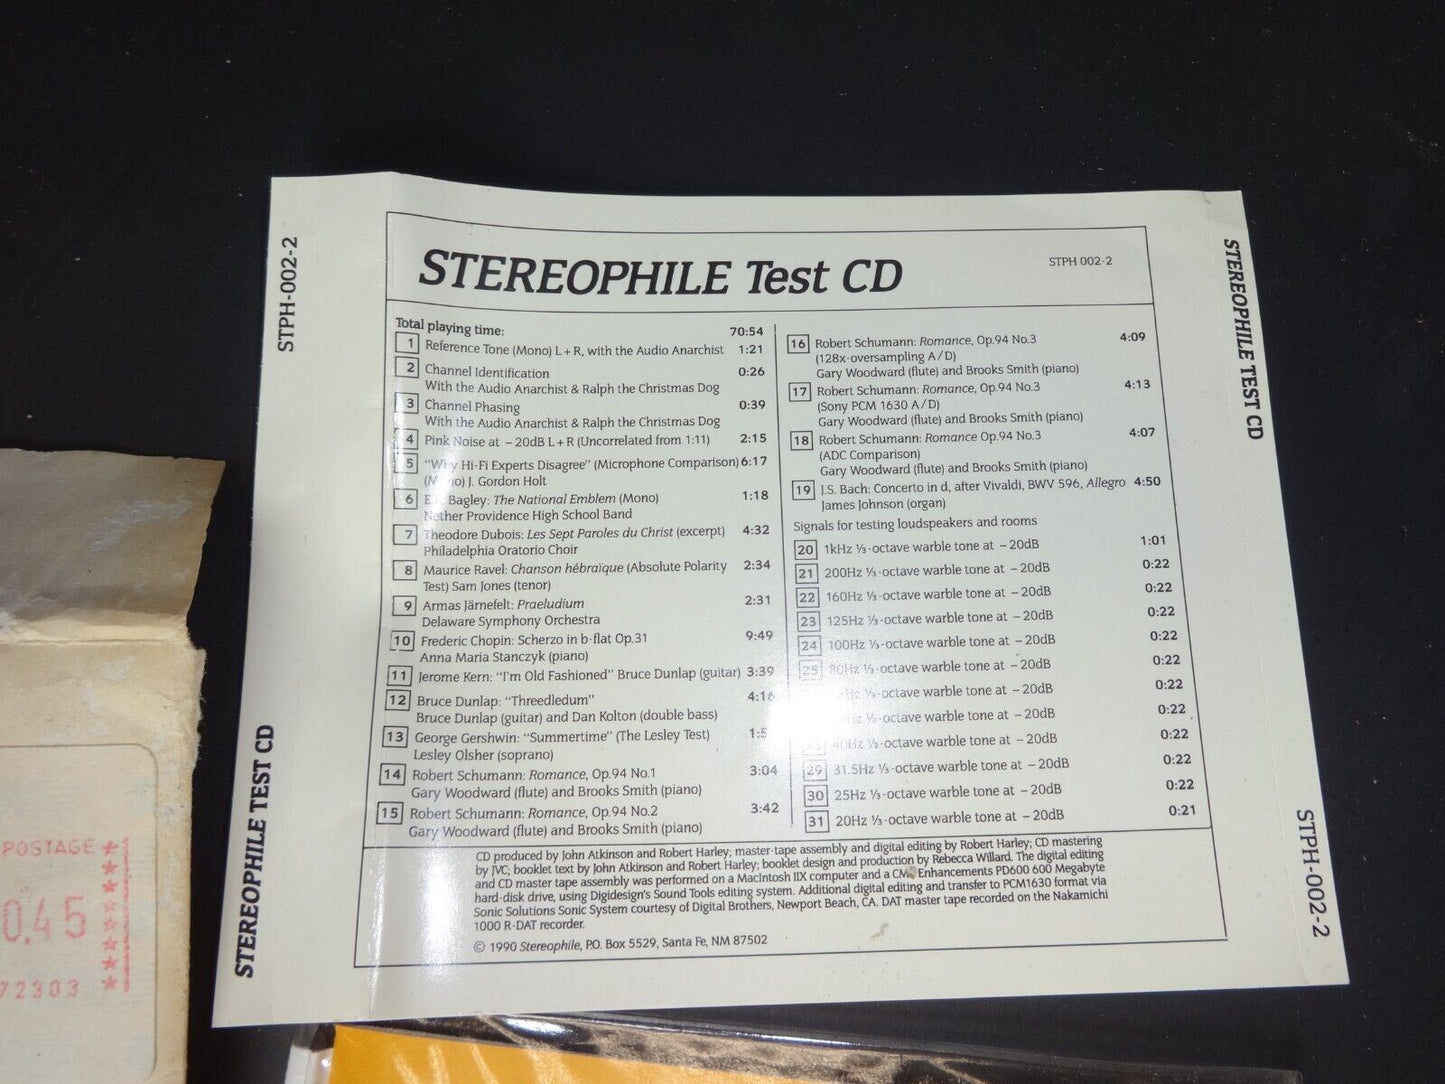 STPH-002-2
STEREOPHILE TEST CD
STEREOPHILE Test CD
STPH 002-2
Total playing time: 70:54
1 Reference Tone (Mono) L + R, with the Audio Anarchist 1:21
2 Channel Identification 0:26
With the Audio Anarchist & Ralph the Christmas Dog
3 Channel Phasing 0:39
With the Audio Anarchist & Ralph the Christmas Dog
4 Pink Noise at – 20dB L + R (Uncorrelated from 1:11) 2:15
5 "Why Hi-Fi Experts Disagree" (Microphone Comparison) 6:17
J. Gordon Holt
6 Bagley: The National Emblem (Mono) 1:18
Nether Providence High School Band
7 Theodore Dubois: Les Sept Paroles du Christ (excerpt) 4:32
Philadelphia Oratorio Choir
8 Maurice Ravel: Chanson hébraïque (Absolute Polarity 2:34
Test) Sam Jones (tenor)
9 Armas Järnefelt: Praeludium 2:31
Delaware Symphony Orchestra
10 Frederic Chopin: Scherzo in b-flat Op.31 9:49
Anna Maria Stanczyk (piano)
11 Jerome Kern: "I'm Old Fashioned" Bruce Dunlap (guitar) 3:39
12 Bruce Dunlap: "Threedledum" 4:16
Bruce Dunlap (guitar) and Dan Kolton (double bass)
13 George Gershwin: "Summertime" (The Lesley Test)
Lesley Olsher (soprano)
14 Robert Schumann: Romance, Op.94 No.1 3:04
Gary Woodward (flute) and Brooks Smith (piano)
15 Robert Schumann: Romance, Op.94 No.2 3:42
Gary Woodward (flute) and Brooks Smith (piano)
16 Robert Schumann: Romance, Op.94 No.3 4:09
(128x-oversampling A/D)
Gary Woodward (flute) and Brooks Smith (piano)
17 Robert Schumann: Romance, Op.94 No.3 4:13
(Sony PCM 1630 A/D)
Gary Woodward (flute) and Brooks Smith (piano)
18 Robert Schumann: Romance Op.94 No.3 4:07
(ADC Comparison)
Gary Woodward (flute) and Brooks Smith (piano)
19 J.S. Bach: Concerto in d, after Vivaldi, BWV 596, Allegro 4:50
James Johnson (organ)
Signals for testing loudspeakers and rooms
20 1kHz ⅓-octave warble tone at – 20dB 1:01
21 200Hz ⅓-octave warble tone at – 20dB 0:22
22 160Hz ⅓-octave warble tone at – 20dB 0:22
23 125Hz ⅓-octave warble tone at – 20dB 0:22
24 100Hz ⅓-octave warble tone at – 20dB 0:22
25 80Hz ⅓-octave warble tone at – 20dB 0:22
⅓-octave warble tone at – 20dB 0:22
⅓-octave warble tone at – 20dB 0:22
40Hz ⅓-octave warble tone at – 20dB 0:22
29 31.5Hz ⅓-octave warble tone at – 20dB 0:22
30 25Hz ⅓-octave warble tone at – 20dB 0:22
31 20Hz ⅓-octave warble tone at – 20dB 0:21
CD produced by John Atkinson and Robert Harley; master-tape assembly and digital editing by Robert Harley; CD mastering
by JVC; booklet text by John Atkinson and Robert Harley; booklet design and production by Rebecca Willard. The digital editing
and CD master tape assembly was performed on a MacIntosh IIX computer and a Enhancements PD600 600 Megabyte
hard-disk drive, using Digidesign's Sound Tools editing system. Additional digital editing and transfer to PCM1630 format via
Sonic Solutions Sonic System courtesy of Digital Brothers, Newport Beach, CA. DAT master tape recorded on the Nakamichi
1000 R-DAT recorder.
© 1990 Stereophile, P.O. Box 5529, Santa Fe, NM 87502
STEREOPHILE TEST CD
STPH-002-2
POSTAGE
0.45
72303